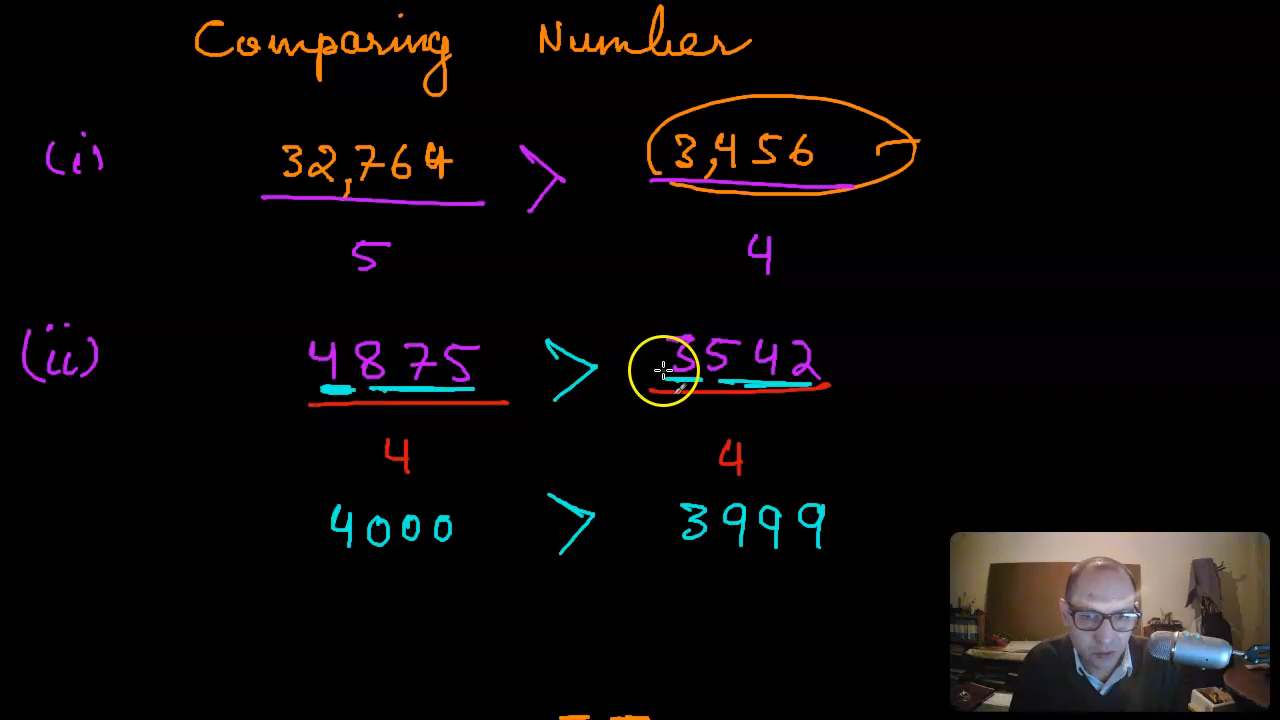 Comparing Number
(i) 32,764 > 3,456
5 4
(ii) 4875 > 3542
4 4
4000 > 3999